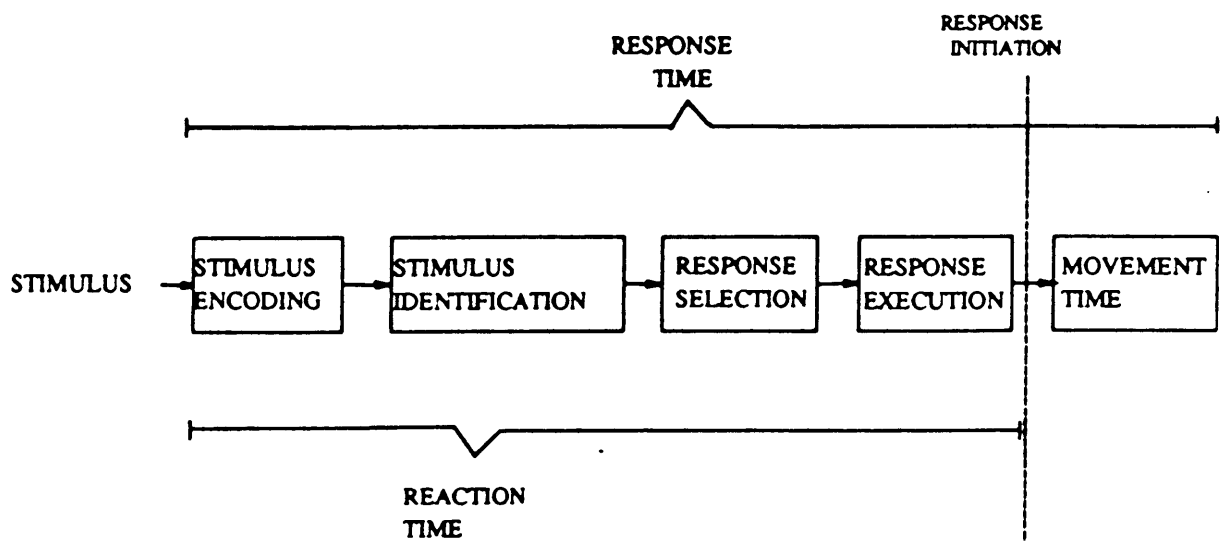 RESPONSE
INITIATION
RESPONSE
TIME
STIMULUS
STIMULUS
ENCODING
STIMULUS
IDENTIFICATION
RESPONSE
SELECTION
RESPONSE
EXECUTION
MOVEMENT
TIME
REACTION
TIME